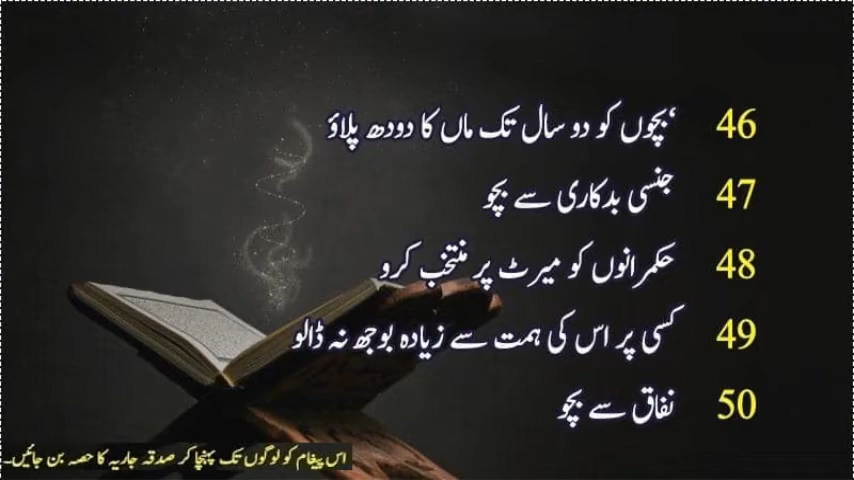 46 ‘بچوں کو دو سال تک ماں کا دودھ پلاؤ
47 جنسی بدکاری سے بچو
48 حکمرانوں کو میرٹ پر منتخب کرو
49 کسی پر اس کی ہمت سے زیادہ بوجھ نہ ڈالو
50 نفاق سے بچو
اس پیغام کو لوگوں تک پہنچا کر صدقہ جاریہ کا حصہ بن جائیں۔